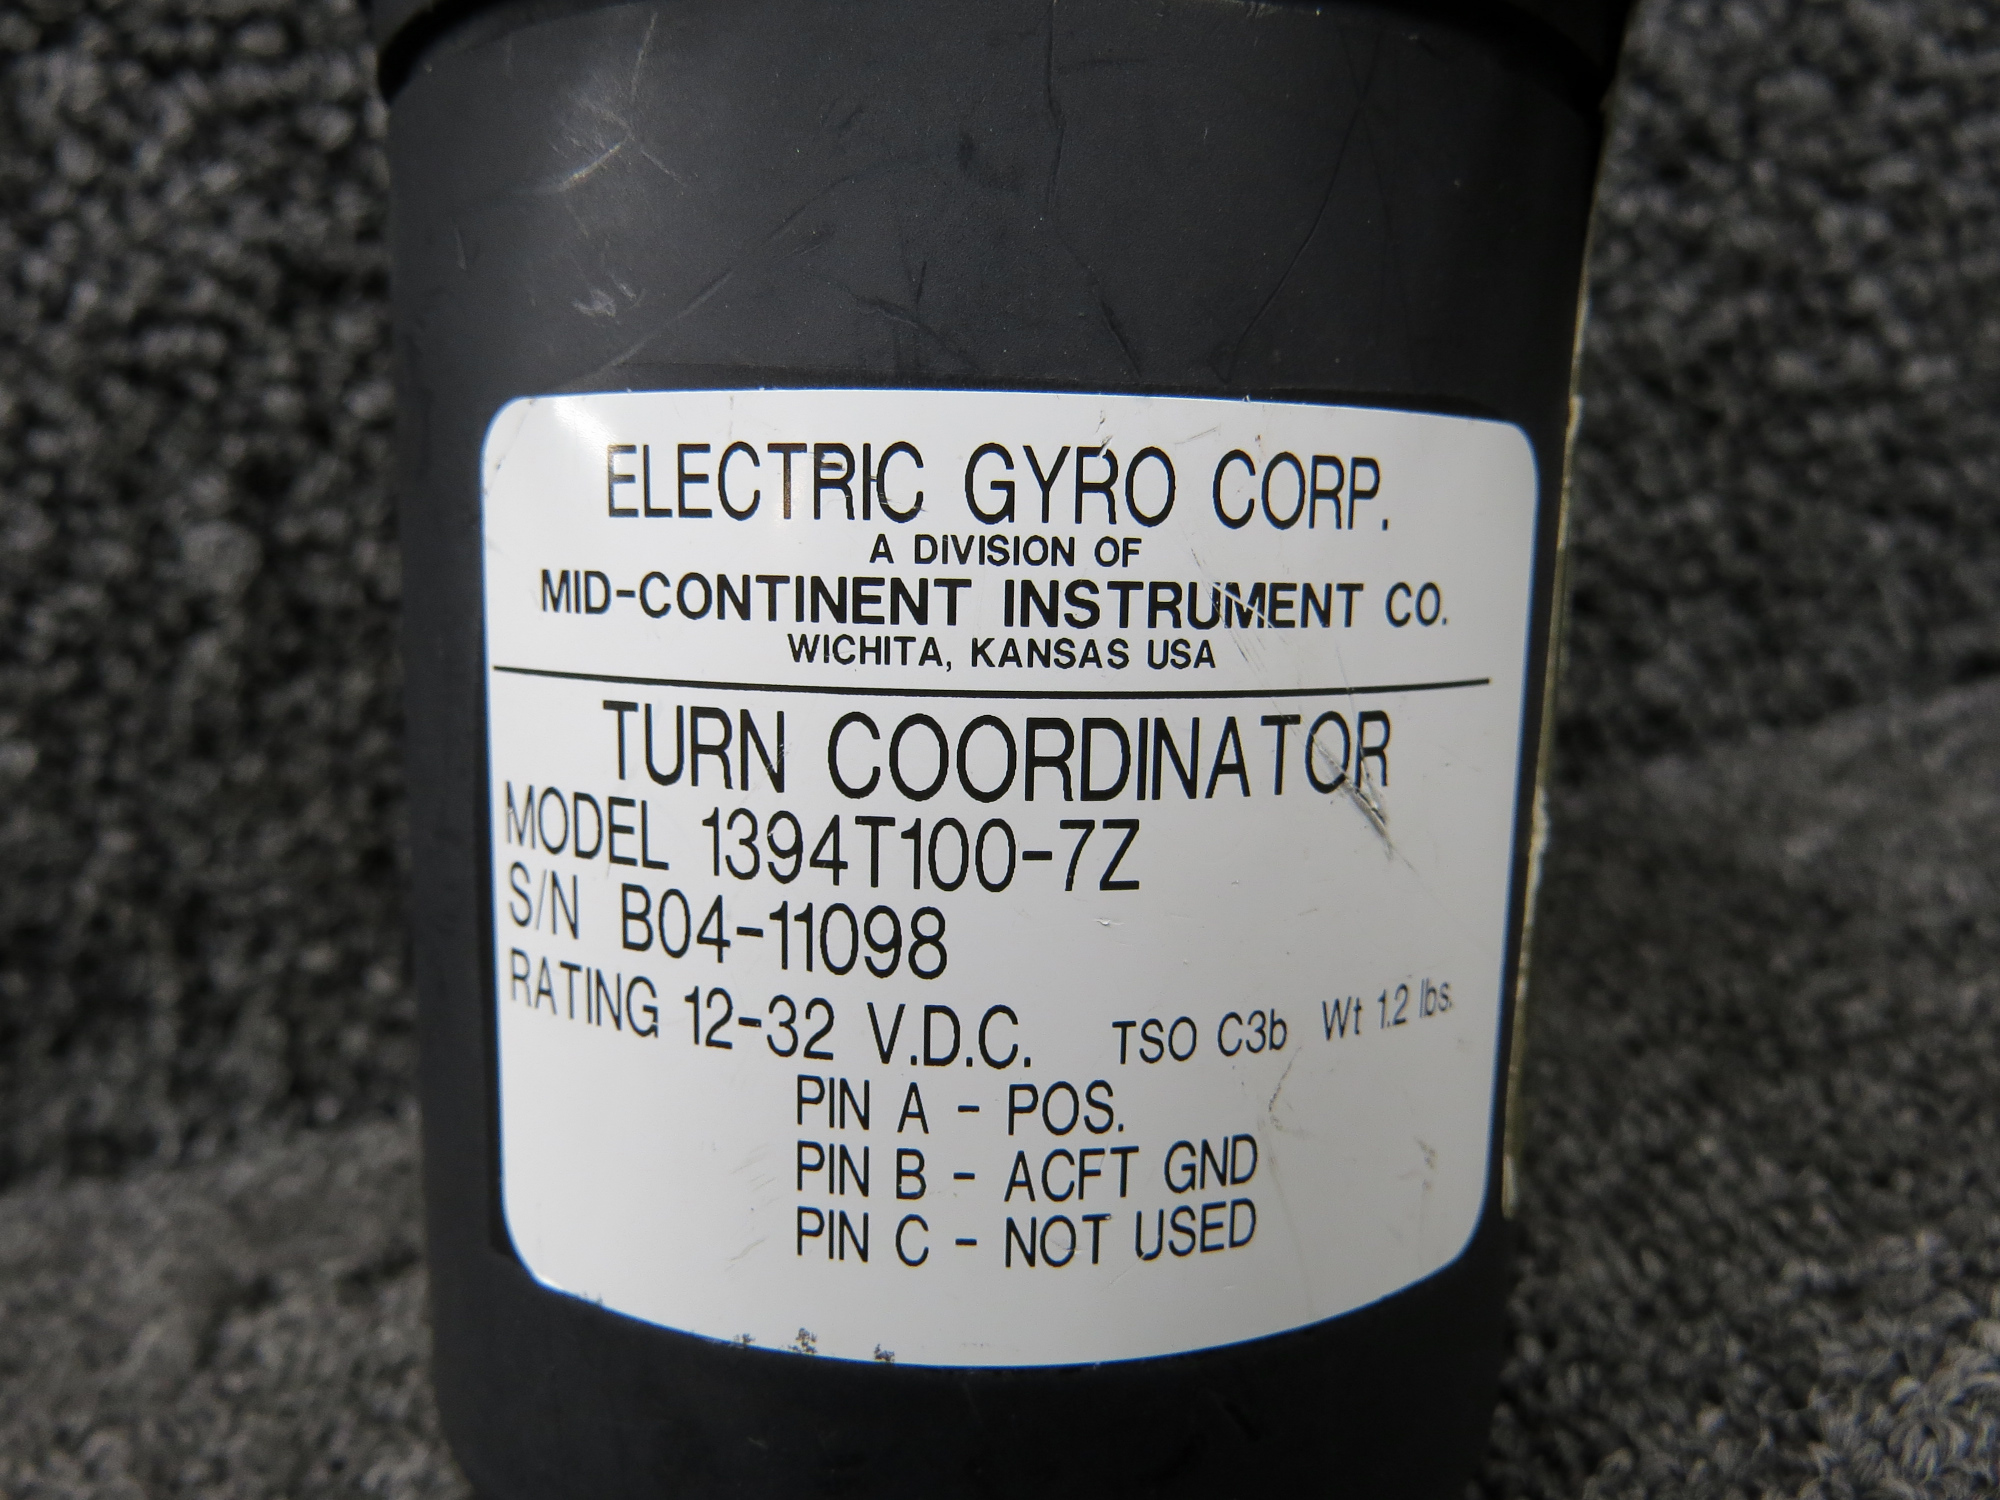 ELECTRIC GYRO CORP.
A DIVISION OF
MID-CONTINENT INSTRUMENT CO.
WICHITA, KANSAS USA
TURN COORDINATOR
MODEL 1394T100-7Z
S/N B04-11098
RATING 12-32 V.D.C. TSO C3b Wt 1.2 lbs.
PIN A - POS.
PIN B - ACFT GND
PIN C - NOT USED